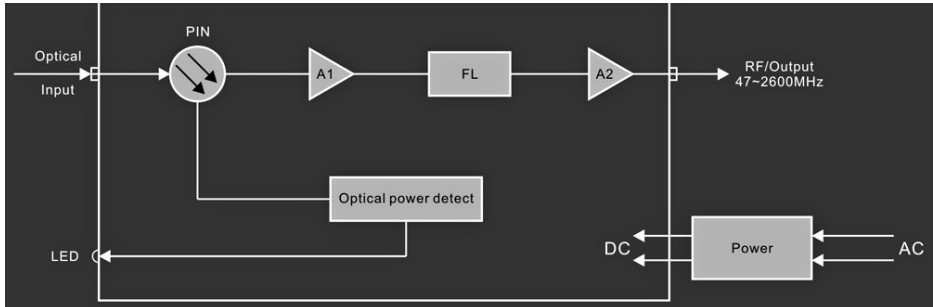 PIN
Optical
Input
A1
FL
A2
RF/Output
47~2600MHz
Optical power detect
LED
DC
Power
AC